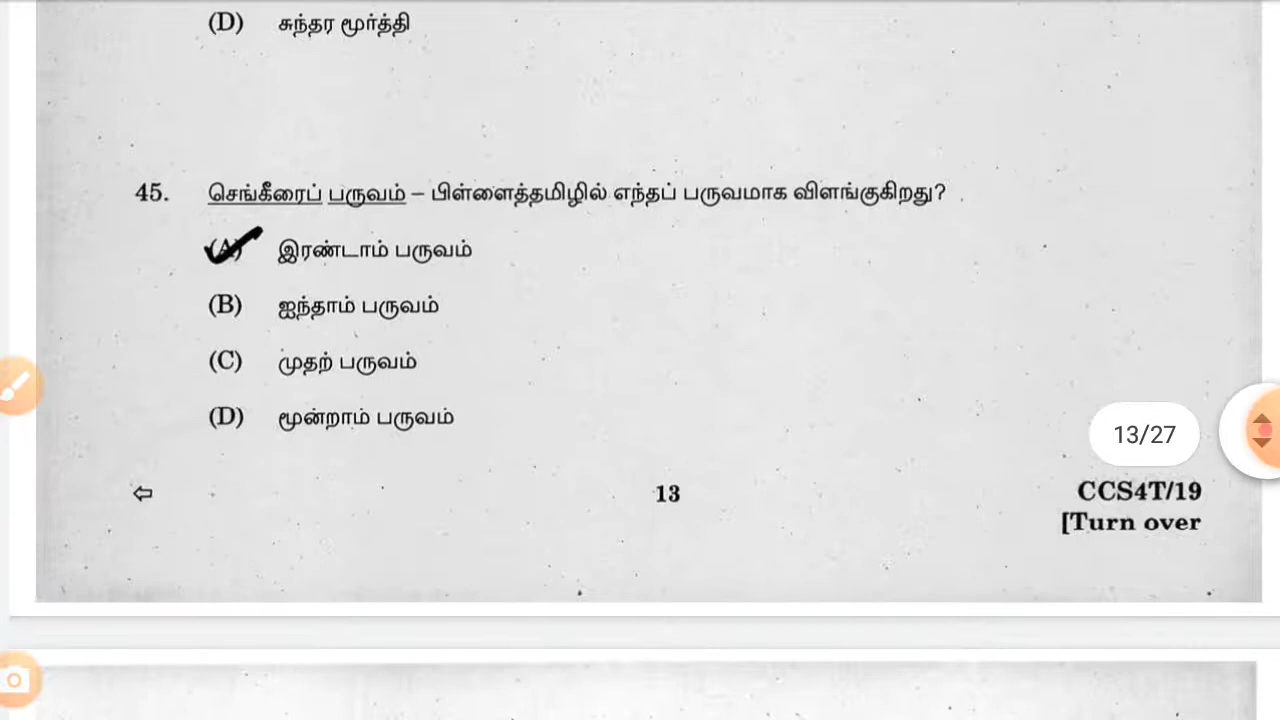 (D) சுந்தர மூர்த்தி
45. செங்கீரைப் பருவம் – பிள்ளைத்தமிழில் எந்தப் பருவமாக விளங்குகிறது?
(A) இரண்டாம் பருவம்
(B) ஐந்தாம் பருவம்
(C) முதற் பருவம்
(D) மூன்றாம் பருவம்
13/27
⇦ 13 CCS4T/19
[Turn over